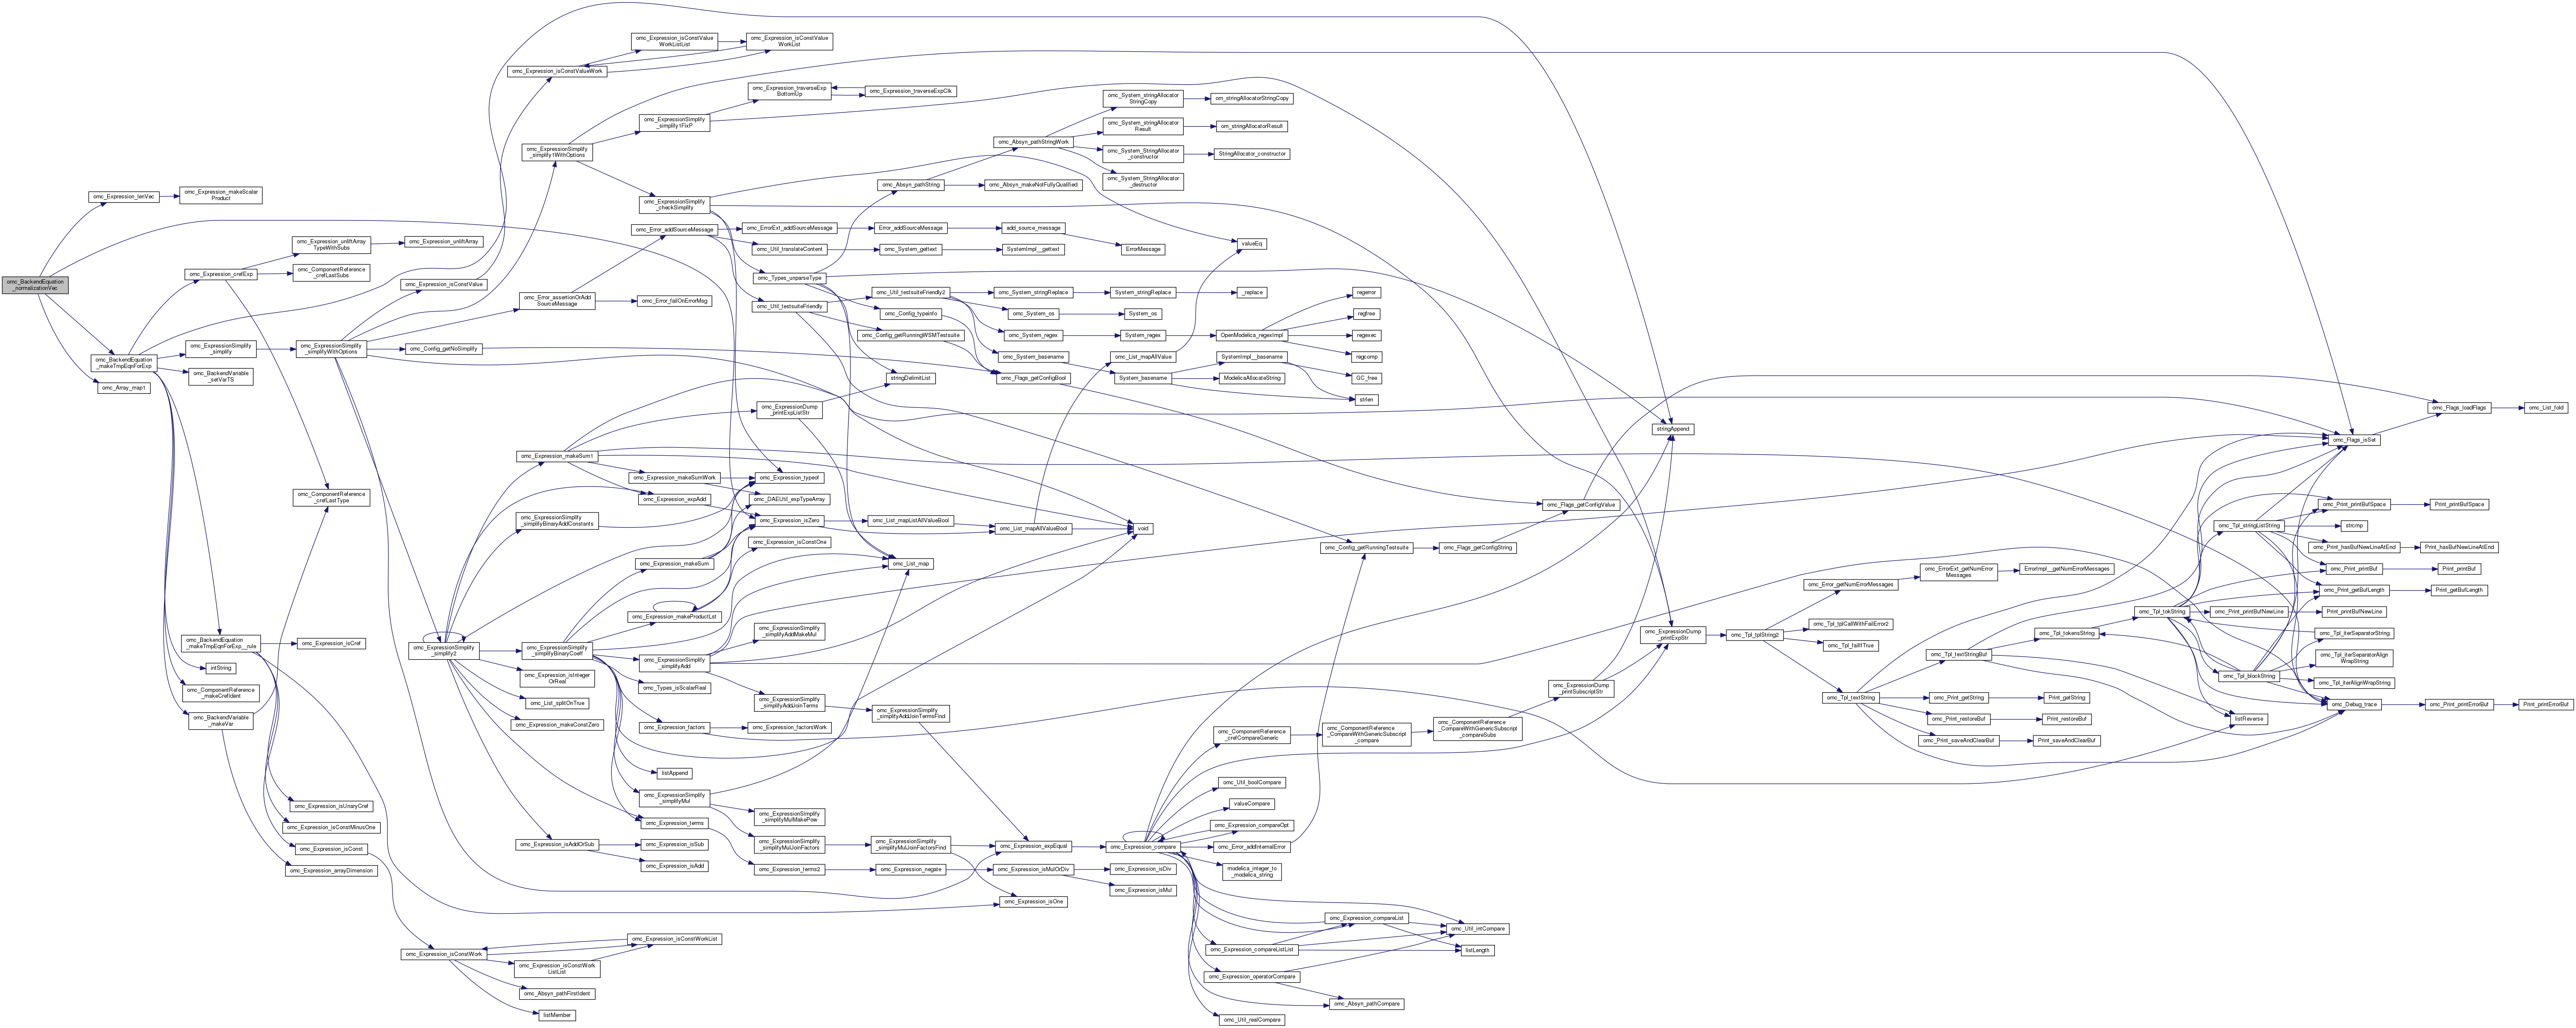 omc_BackendEquation
_normalizationVec
omc_Expression_lenVec
omc_Expression_makeScalar
Product
omc_BackendEquation
_makeTmpEqnForExp
omc_Array_map1
omc_Expression_crefExp
omc_Expression_unliftArray
TypeWithSubs
omc_Expression_unliftArray
omc_ComponentReference
_crefLastSubs
omc_ExpressionSimplify
_simplify
omc_BackendVariable
_setVarTS
omc_ExpressionSimplify
_simplifyWithOptions
omc_ComponentReference
_crefLastType
omc_BackendEquation
_makeTmpEqnForExp__rule
omc_Expression_isCref
intString
omc_ComponentReference
_makeCrefIdent
omc_BackendVariable
_makeVar
omc_Expression_isUnaryCref
omc_Expression_isConstMinusOne
omc_Expression_isConst
omc_Expression_arrayDimension
omc_Expression_isConstWork
omc_Expression_isConstWorkList
omc_Expression_isConstWork
ListList
omc_Absyn_pathFirstIdent
listMember
omc_Expression_isConstValue
omc_Config_getNoSimplify
omc_Expression_isConstValueWork
omc_Expression_isConstValue
WorkListList
omc_Expression_isConstValue
WorkList
omc_ExpressionSimplify
_simplify1WithOptions
omc_ExpressionSimplify
_simplify1FixP
omc_Expression_traverseExp
BottomUp
omc_Expression_traverseExpClk
omc_ExpressionSimplify
_checkSimplify
omc_Error_assertionOrAdd
SourceMessage
omc_Error_addSourceMessage
omc_Error_failOnErrorMsg
omc_ErrorExt_addSourceMessage
Error_addSourceMessage
add_source_message
ErrorMessage
omc_Util_translateContent
omc_System_gettext
SystemImpl__gettext
omc_Types_unparseType
omc_Util_testsuiteFriendly
omc_Absyn_pathString
omc_Absyn_makeNotFullyQualified
omc_Absyn_pathStringWork
omc_System_stringAllocator
StringCopy
om_stringAllocatorStringCopy
omc_System_stringAllocator
Result
om_stringAllocatorResult
omc_System_StringAllocator
_constructor
StringAllocator_constructor
omc_System_StringAllocator
_destructor
omc_Util_testsuiteFriendly2
omc_Config_typeinfo
omc_Config_getRunningWSMTestsuite
omc_System_stringReplace
System_stringReplace
_replace
omc_System_os
System_os
omc_System_regex
System_regex
OpenModelica_regexImpl
regerror
regfree
regexec
regcomp
omc_System_basename
System_basename
SystemImpl__basename
ModelicaAllocateString
GC_free
strlen
omc_List_mapAllValue
valueEq
stringDelimitList
omc_Flags_getConfigBool
omc_ExpressionDump
_printExpListStr
omc_ExpressionSimplify
_simplify2
omc_Expression_makeSum1
omc_Expression_makeSumWork
omc_Expression_expAdd
omc_ExpressionSimplify
_simplifyBinaryAddConstants
omc_Expression_typeof
omc_DAEUtil_expTypeArray
omc_Expression_isZero
omc_Expression_isConstOne
omc_List_mapListAllValueBool
omc_List_mapAllValueBool
void
omc_List_map
omc_Expression_makeSum
omc_Expression_makeProductLst
omc_ExpressionSimplify
_simplifyBinaryCoeff
omc_Expression_isInteger
OrReal
omc_List_splitOnTrue
omc_Expression_makeConstZero
omc_ExpressionSimplify
_simplifyAdd
omc_ExpressionSimplify
_simplifyAddMakeMul
omc_Types_isScalarReal
omc_ExpressionSimplify
_simplifyAddJoinTerms
omc_ExpressionSimplify
_simplifyAddJoinTermsFind
omc_Expression_factors
omc_Expression_factorsWork
listAppend
omc_ExpressionSimplify
_simplifyMul
omc_ExpressionSimplify
_simplifyMulMakePow
omc_Expression_terms
omc_ExpressionSimplify
_simplifyMulJoinFactors
omc_ExpressionSimplify
_simplifyMulJoinFactorsFind
omc_Expression_isAddOrSub
omc_Expression_isSub
omc_Expression_isAdd
omc_Expression_terms2
omc_Expression_negate
omc_Expression_isMulOrDiv
omc_Expression_isDiv
omc_Expression_isMul
omc_Expression_isOne
omc_Expression_expEqual
omc_Expression_compare
omc_ComponentReference
_crefCompareGeneric
omc_ComponentReference
_CompareWithGenericSubscript
_compare
omc_ComponentReference
_CompareWithGenericSubscript
_compareSubs
omc_Util_boolCompare
valueCompare
omc_Expression_compareOpt
omc_Error_addInternalError
modelica_integer_to
_modelica_string
omc_Expression_compareList
omc_Expression_compareListList
omc_Util_intCompare
listLength
omc_Expression_operatorCompare
omc_Absyn_pathCompare
omc_Util_realCompare
omc_Config_getRunningTestsuite
omc_Flags_getConfigString
omc_Flags_getConfigValue
omc_ExpressionDump
_printSubscriptStr
stringAppend
omc_ExpressionDump
_printExpStr
omc_Tpl_tplString2
omc_Error_getNumErrorMessages
omc_ErrorExt_getNumError
Messages
ErrorImpl__getNumErrorMessages
omc_Tpl_tplCallWithFailError2
omc_Tpl_failIfTrue
omc_Tpl_textString
omc_Tpl_textStringBuf
omc_Print_getString
Print_getString
omc_Print_restoreBuf
Print_restoreBuf
omc_Print_saveAndClearBuf
Print_saveAndClearBuf
omc_Tpl_tokensString
omc_Tpl_tokString
omc_Tpl_stringListString
omc_Tpl_blockString
listReverse
omc_Flags_isSet
omc_Flags_loadFlags
omc_List_fold
omc_Print_printBufSpace
Print_printBufSpace
strcmp
omc_Print_hasBufNewLineAtEnd
Print_hasBufNewLineAtEnd
omc_Print_printBuf
Print_printBuf
omc_Print_getBufLength
Print_getBufLength
omc_Print_printBufNewLine
Print_printBufNewLine
omc_Tpl_iterSeparatorString
omc_Tpl_iterSeparatorAlign
WrapString
omc_Tpl_iterAlignWrapString
omc_Debug_trace
omc_Print_printErrorBuf
Print_printErrorBuf